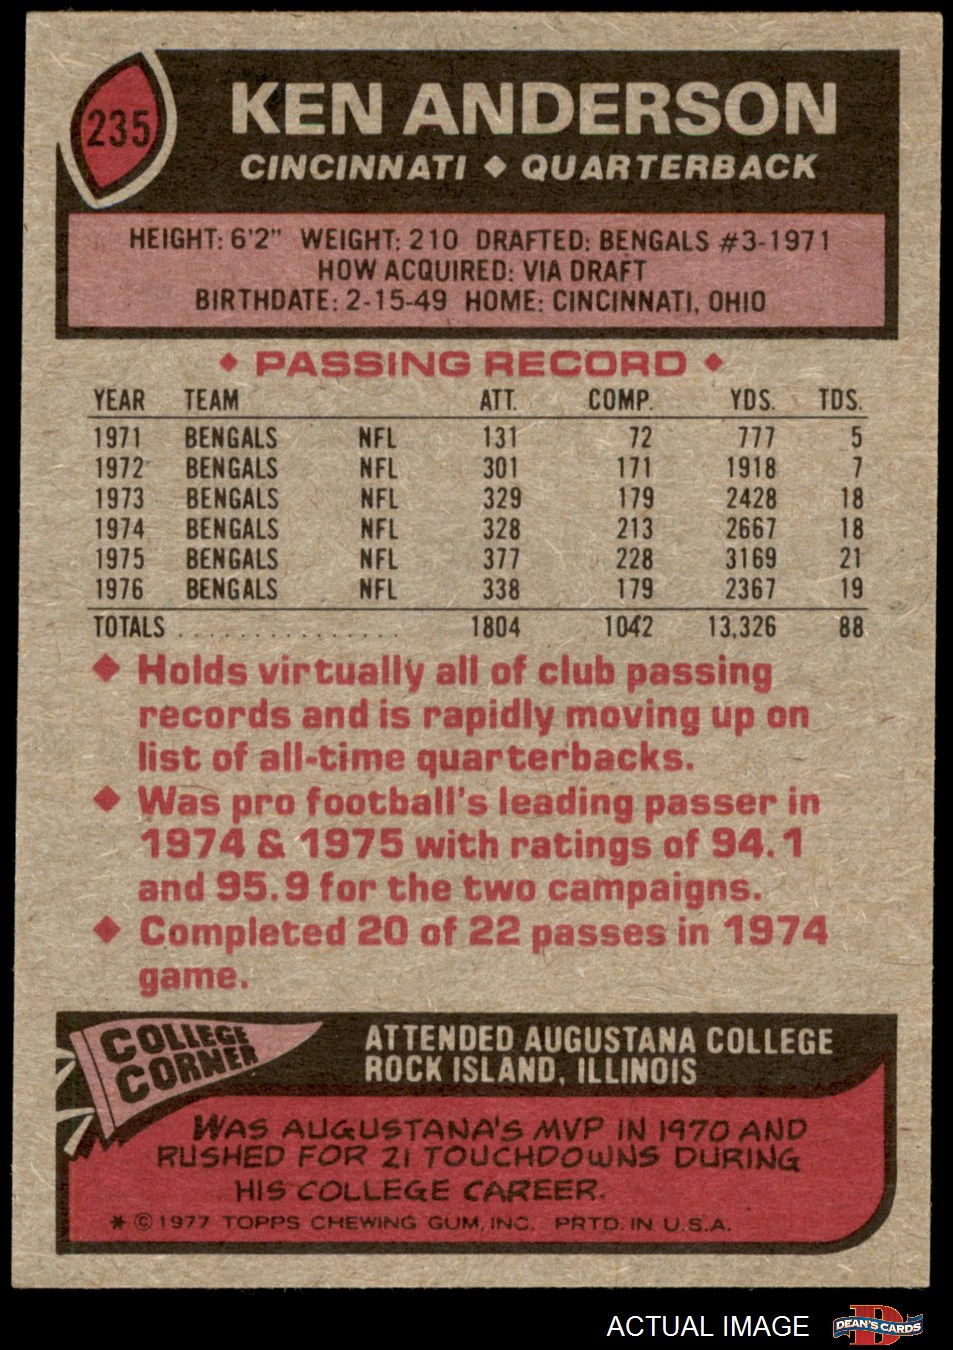 235
KEN ANDERSON
CINCINNATI ◆ QUARTERBACK
HEIGHT: 6'2" WEIGHT: 210 DRAFTED: BENGALS #3-1971
HOW ACQUIRED: VIA DRAFT
BIRTHDATE: 2-15-49 HOME: CINCINNATI, OHIO
◆ PASSING RECORD ◆
YEAR TEAM ATT. COMP. YDS. TDS.
1971 BENGALS NFL 131 72 777 5
1972 BENGALS NFL 301 171 1918 7
1973 BENGALS NFL 329 179 2428 18
1974 BENGALS NFL 328 213 2667 18
1975 BENGALS NFL 377 228 3169 21
1976 BENGALS NFL 338 179 2367 19
TOTALS ................ 1804 1042 13,326 88
◆ Holds virtually all of club passing
records and is rapidly moving up on
list of all-time quarterbacks.
◆ Was pro football's leading passer in
1974 & 1975 with ratings of 94.1
and 95.9 for the two campaigns.
◆ Completed 20 of 22 passes in 1974
game.
COLLEGE
CORNER
ATTENDED AUGUSTANA COLLEGE
ROCK ISLAND, ILLINOIS
WAS AUGUSTANA'S MVP IN 1970 AND
RUSHED FOR 21 TOUCHDOWNS DURING
HIS COLLEGE CAREER.
* © 1977 TOPPS CHEWING GUM, INC. PRTD. IN U.S.A.
ACTUAL IMAGE
D
DEAN'S CARDS